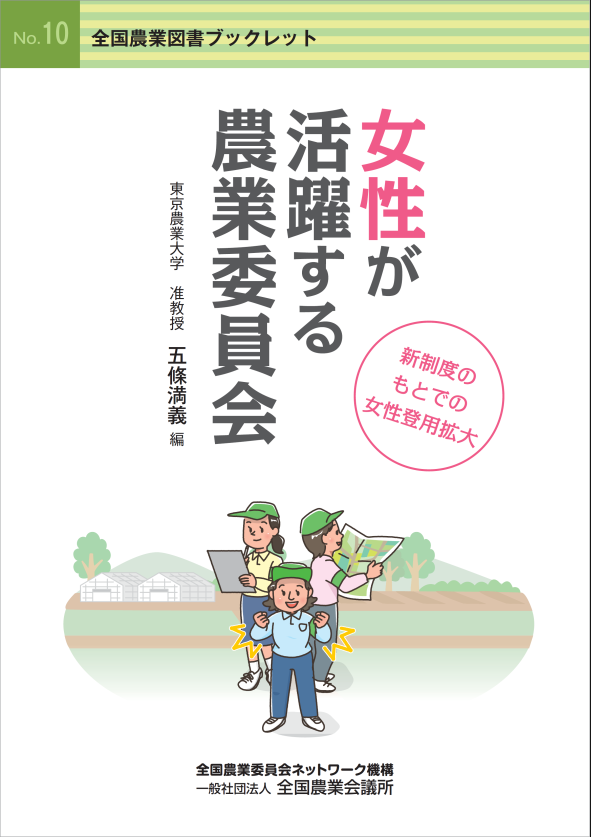 No.10
全国農業図書ブックレット
女性が
活躍する
農業委員会
東京農業大学 准教授 五條満義 編
新制度の
もとでの
女性登用拡大
全国農業委員会ネットワーク機構
一般社団法人 全国農業会議所